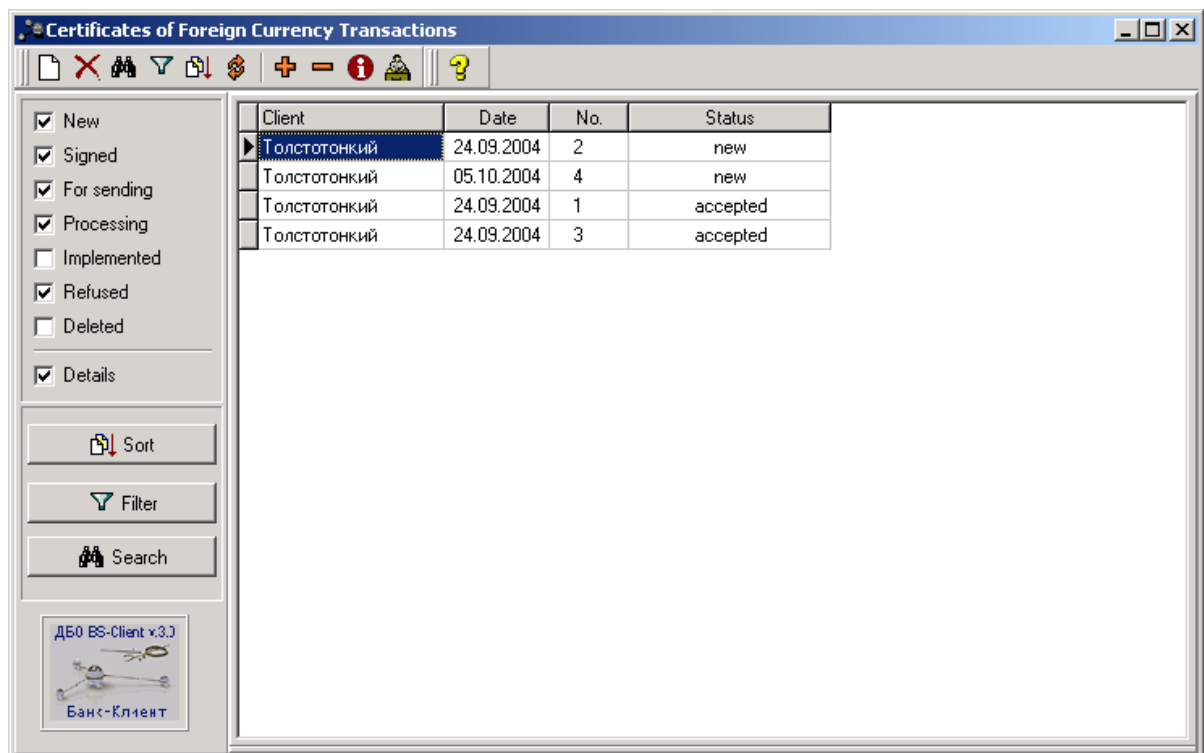 Certificates of Foreign Currency Transactions
New
Signed
For sending
Processing
Implemented
Refused
Deleted
Details
Sort
Filter
Search
ДБО BS-Client v.3.0
Банк-Клиент
Client Date No. Status
Толстотонкий 24.09.2004 2 new
Толстотонкий 05.10.2004 4 new
Толстотонкий 24.09.2004 1 accepted
Толстотонкий 24.09.2004 3 accepted